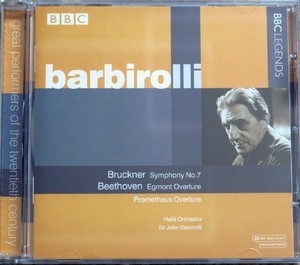 BBC
BBC LEGENDS
barbirolli
great performers of the twentieth century
Bruckner Symphony No.7
Beethoven Egmont Overture
Prometheus Overture
Hallé Orchestra
Sir John Barbirolli